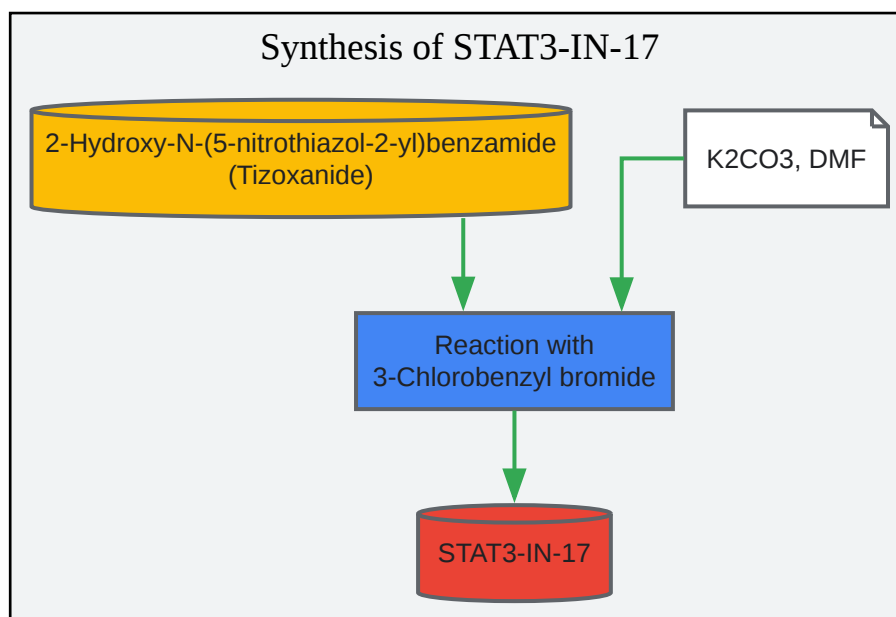 Synthesis of STAT3-IN-17
2-Hydroxy-N-(5-nitrothiazol-2-yl)benzamide
(Tizoxanide)
K2CO3, DMF
Reaction with
3-Chlorobenzyl bromide
STAT3-IN-17